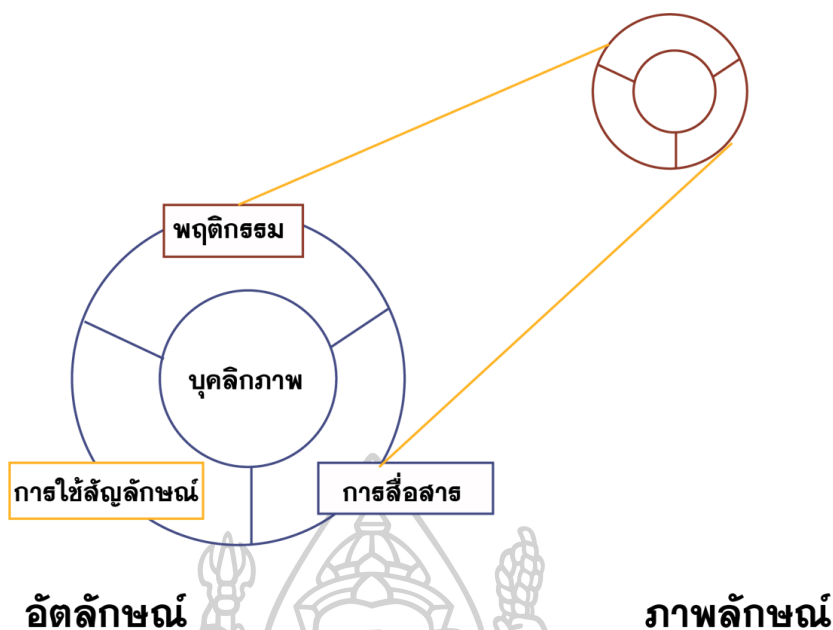 พฤติกรรม
บุคลิกภาพ
การใช้สัญลักษณ์
การสื่อสาร
อัตลักษณ์
ภาพลักษณ์